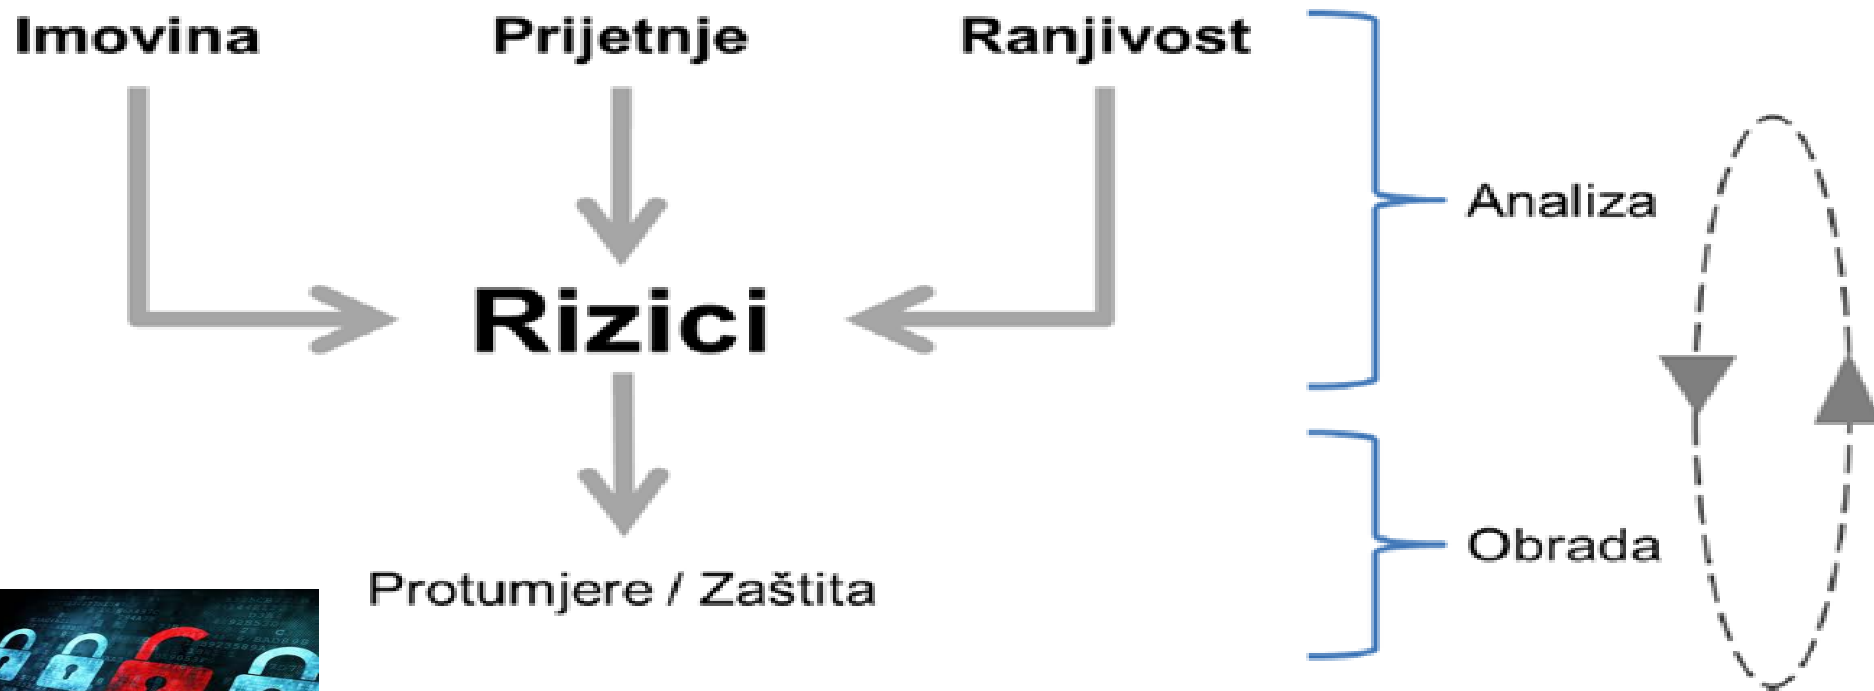 Imovina Prijetnje Ranjivost
Analiza
Rizici
Obrada
Protumjere / Zaštita